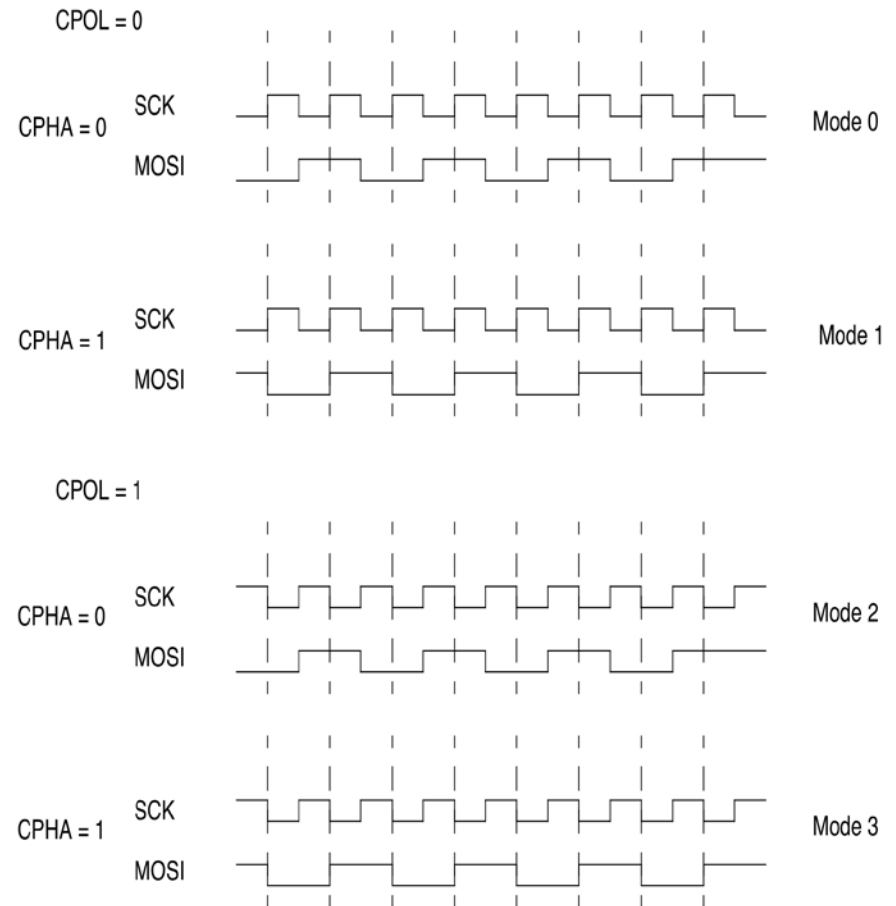 CPOL = 0
SCK
CPHA = 0
Mode 0
MOSI
SCK
CPHA = 1
Mode 1
MOSI
CPOL = 1
SCK
CPHA = 0
Mode 2
MOSI
SCK
CPHA = 1
Mode 3
MOSI